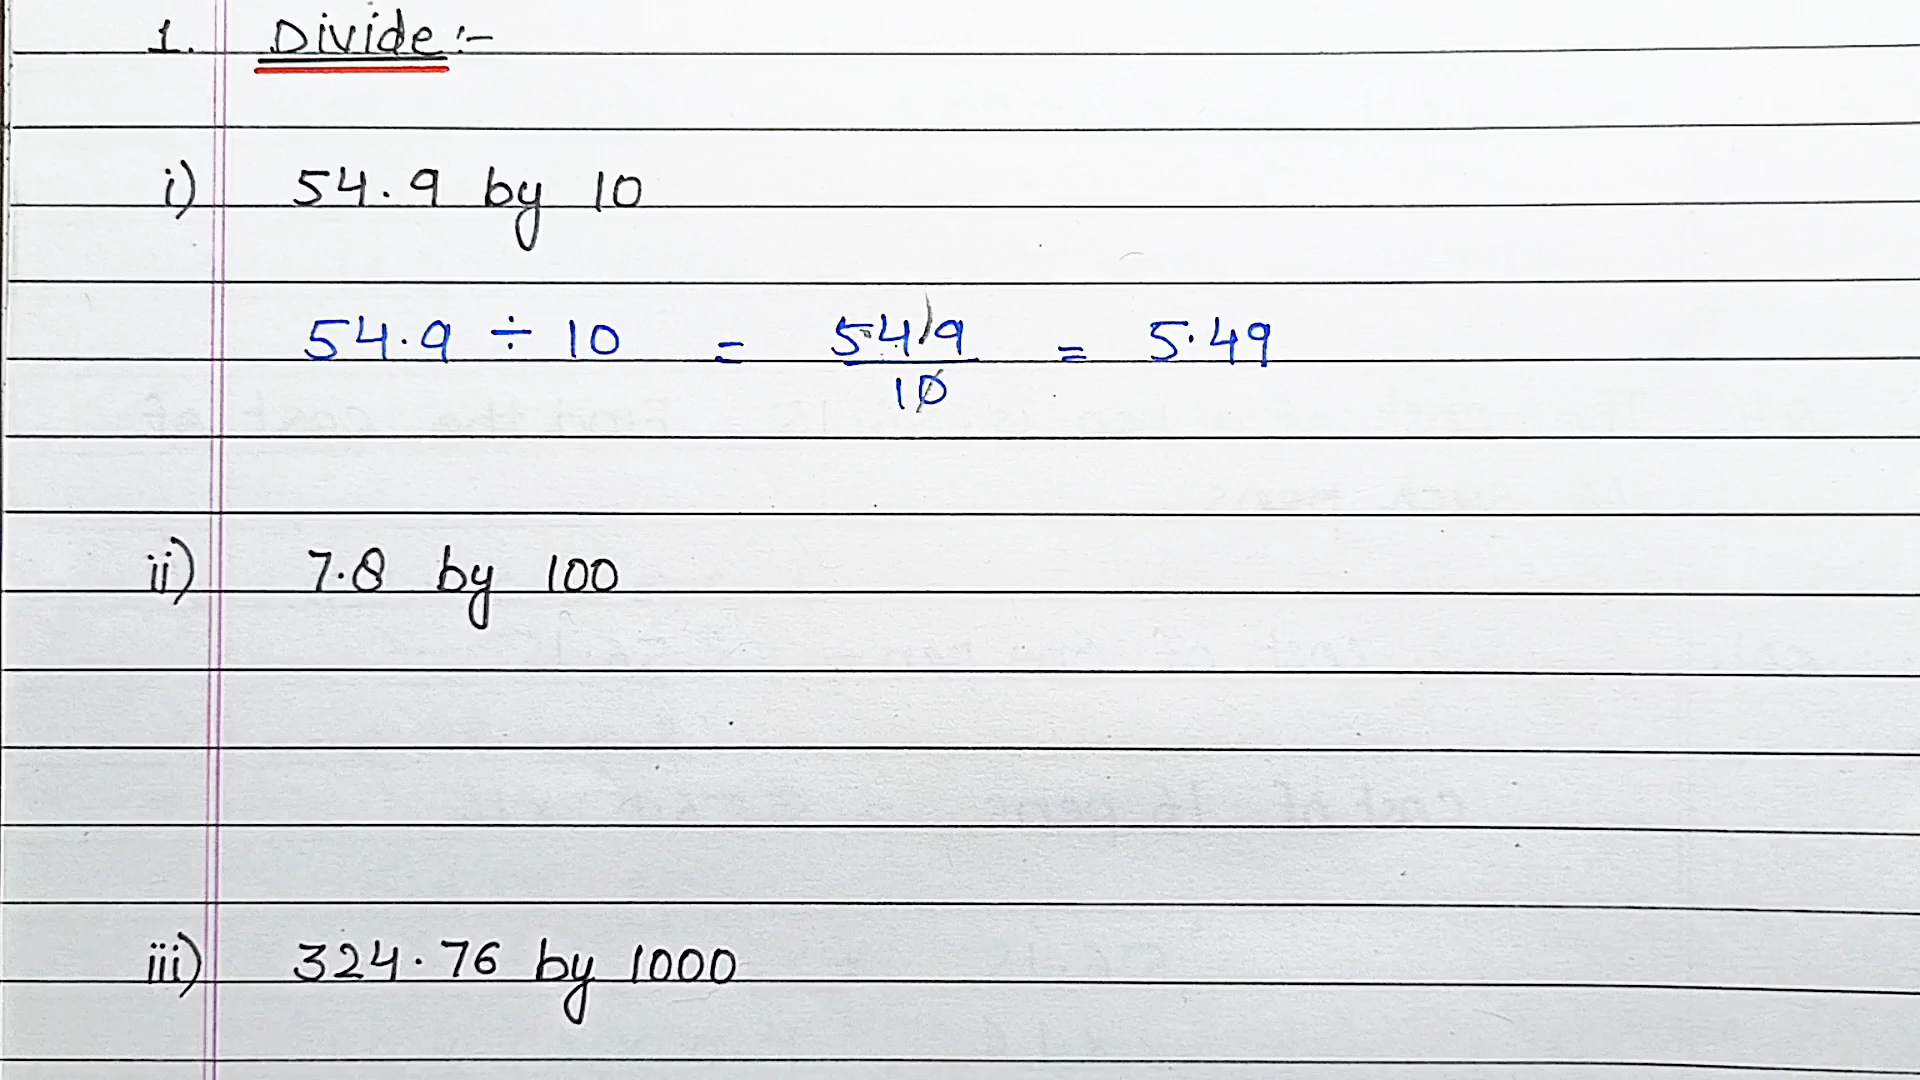 1. Divide:-
i) 54.9 by 10
54.9 ÷ 10 = 54.9/10 = 5.49
ii) 7.8 by 100
iii) 324.76 by 1000